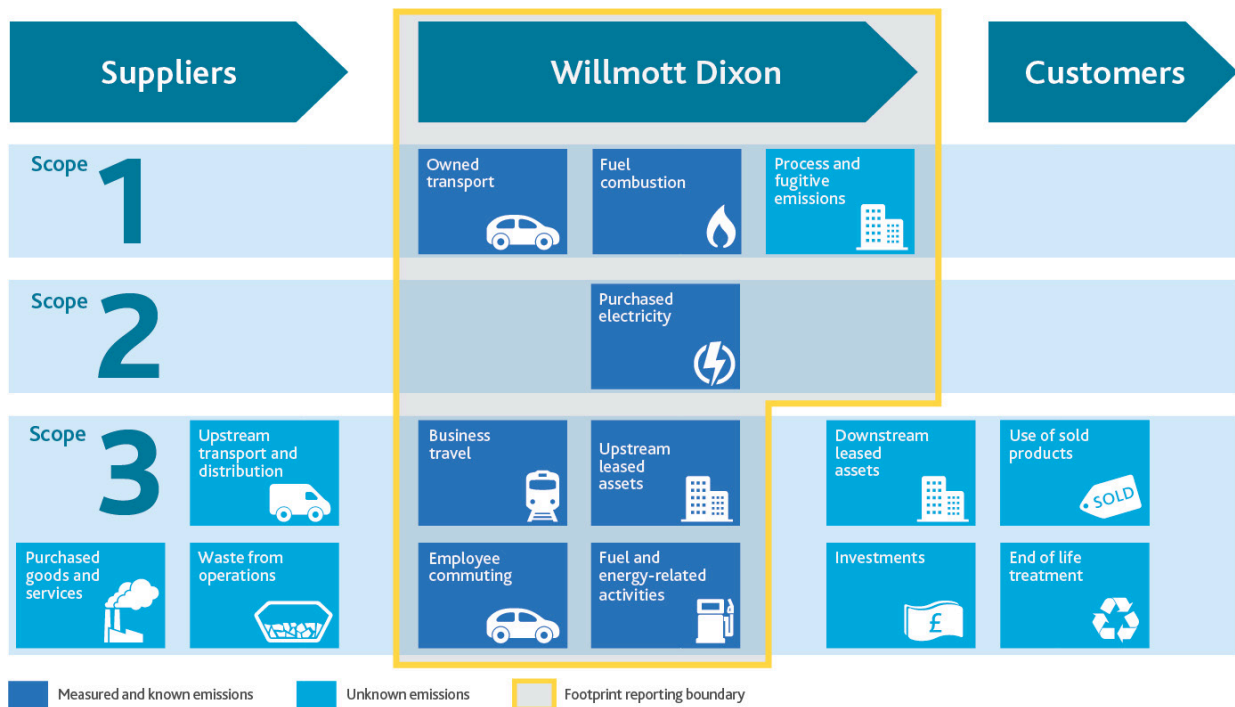 Suppliers
Willmott Dixon
Customers
Scope
1
Owned
transport
Fuel
combustion
Process and
fugitive
emissions
Scope
2
Purchased
electricity
Scope
3
Upstream
transport and
distribution
Business
travel
Upstream
leased
assets
Downstream
leased
assets
Use of sold
products
SOLD
Purchased
goods and
services
Waste from
operations
Employee
commuting
Fuel and
energy-related
activities
Investments
£
End of life
treatment
Measured and known emissions
Unknown emissions
Footprint reporting boundary